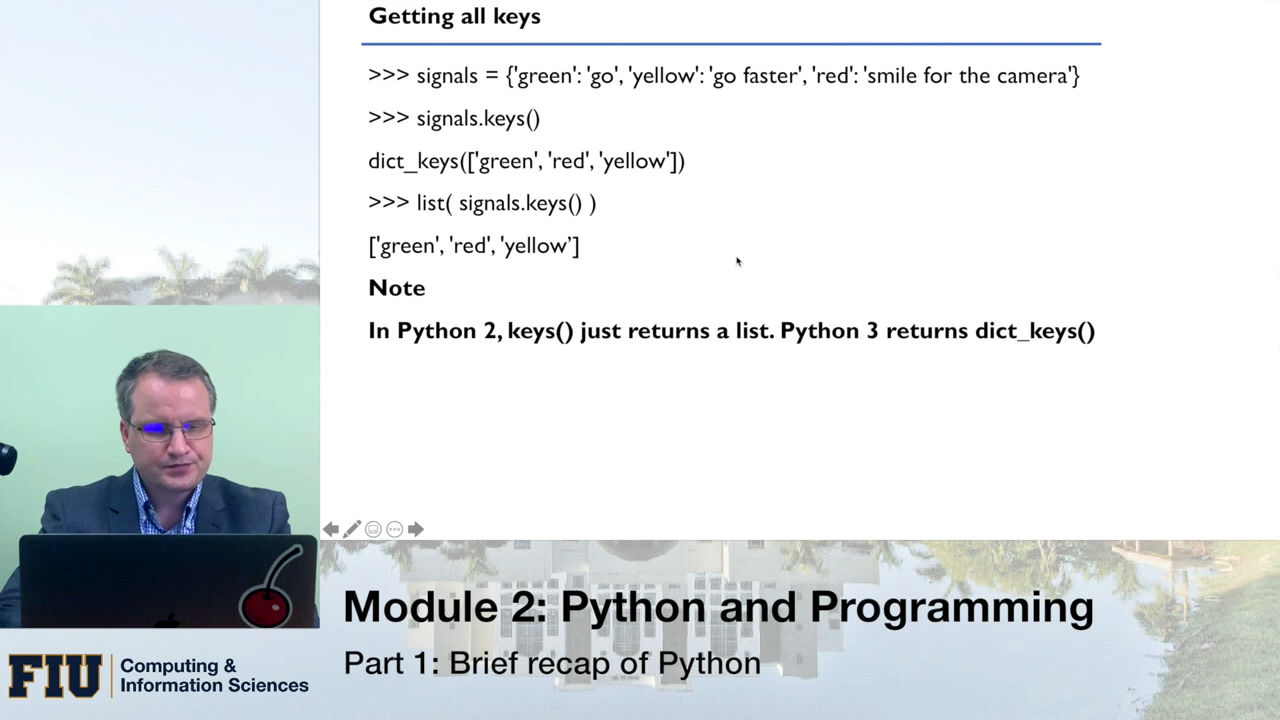 Getting all keys
>>> signals = {'green': 'go', 'yellow': 'go faster', 'red': 'smile for the camera'}
>>> signals.keys()
dict_keys(['green', 'red', 'yellow'])
>>> list( signals.keys() )
['green', 'red', 'yellow’]
Note
In Python 2, keys() just returns a list. Python 3 returns dict_keys()
Module 2: Python and Programming
Part 1: Brief recap of Python
FIU
Computing &
Information Sciences